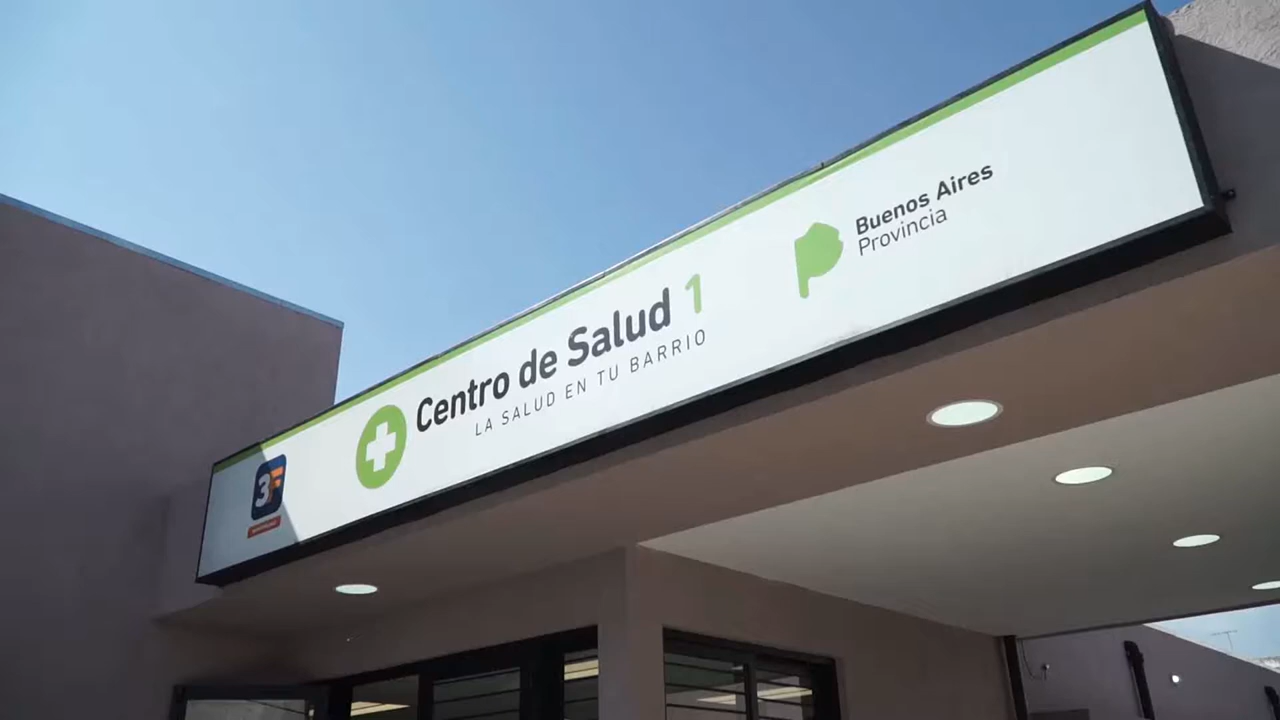 3F
Centro de Salud 1
LA SALUD EN TU BARRIO
Buenos Aires
Provincia